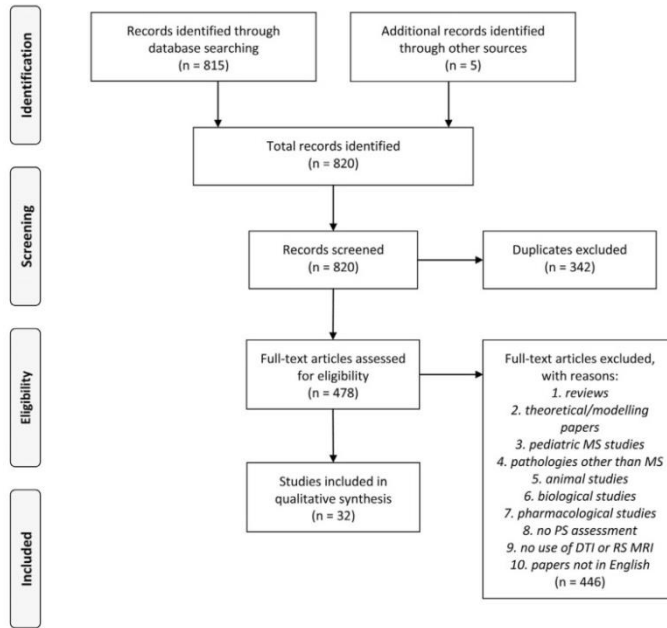 Identification
Records identified through
database searching
(n = 815)
Additional records identified
through other sources
(n = 5)
Total records identified
(n = 820)
Screening
Records screened
(n = 820)
Duplicates excluded
(n = 342)
Eligibility
Full-text articles assessed
for eligibility
(n = 478)
Full-text articles excluded,
with reasons:
1. reviews
2. theoretical/modelling
papers
3. pediatric MS studies
4. pathologies other than MS
5. animal studies
6. biological studies
7. pharmacological studies
8. no PS assessment
9. no use of DTI or RS MRI
10. papers not in English
(n = 446)
Included
Studies included in
qualitative synthesis
(n = 32)